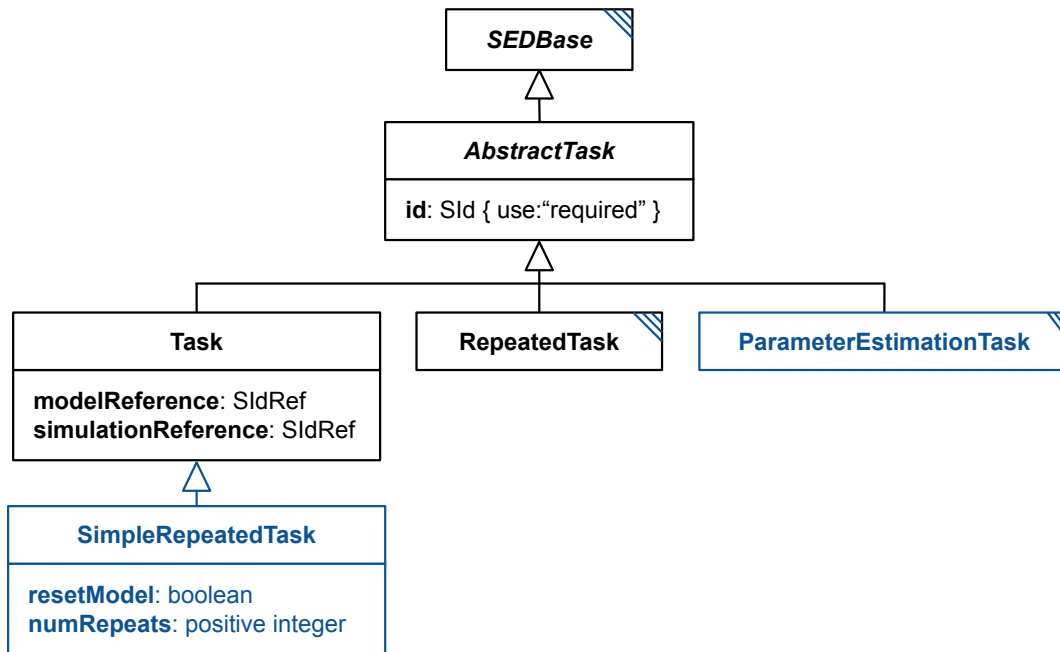 SEDBase
AbstractTask
id: SId { use:“required” }
Task
RepeatedTask
ParameterEstimationTask
modelReference: SIdRef
simulationReference: SIdRef
SimpleRepeatedTask
resetModel: boolean
numRepeats: positive integer